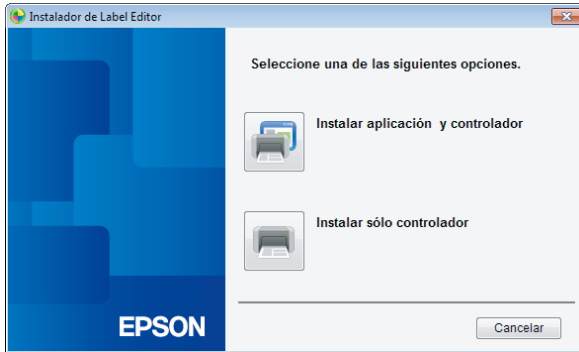 Instalador de Label Editor
Seleccione una de las siguientes opciones.
Instalar aplicación y controlador
Instalar sólo controlador
EPSON
Cancelar